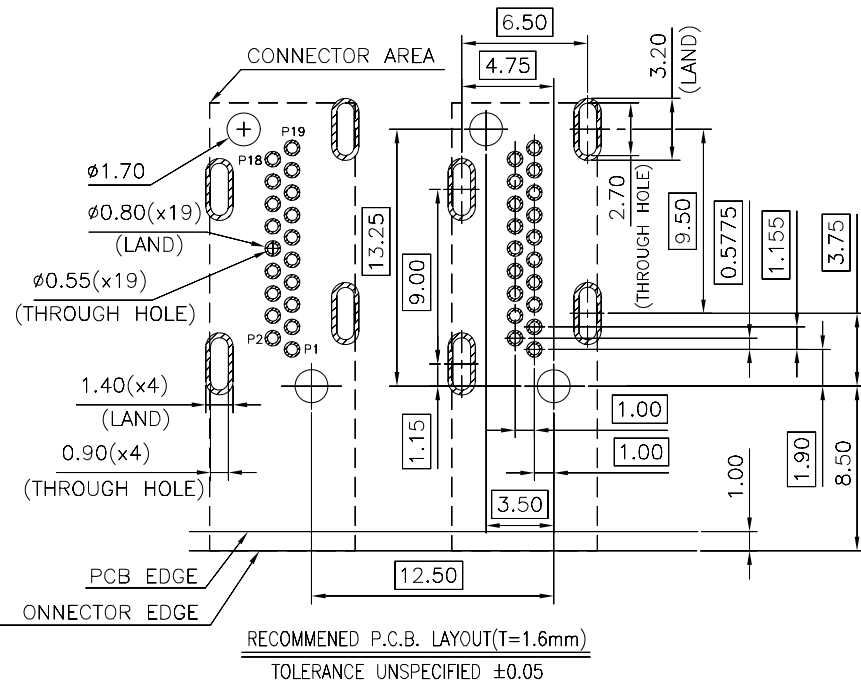 6.50
CONNECTOR AREA
4.75
3.20
(LAND)
P19
P18
ø1.70
ø0.80(x19)
(LAND)
ø0.55(x19)
(THROUGH HOLE)
13.25
9.00
2.70
(THROUGH HOLE)
9.50
0.5775
1.155
3.75
P2
P1
1.40(x4)
(LAND)
0.90(x4)
(THROUGH HOLE)
1.15
1.00
1.00
3.50
1.00
1.90
8.50
PCB EDGE
12.50
ONNECTOR EDGE
RECOMMENED P.C.B. LAYOUT(T=1.6mm)
TOLERANCE UNSPECIFIED ±0.05